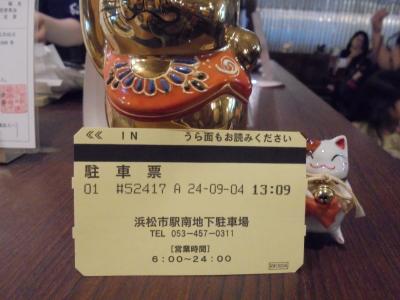 ≪ IN うら面もお読みください
駐車票
01 #52417 A 24-09-04 13:09
浜松市駅南地下駐車場
TEL 053-457-0311
[営業時間]
6:00~24:00